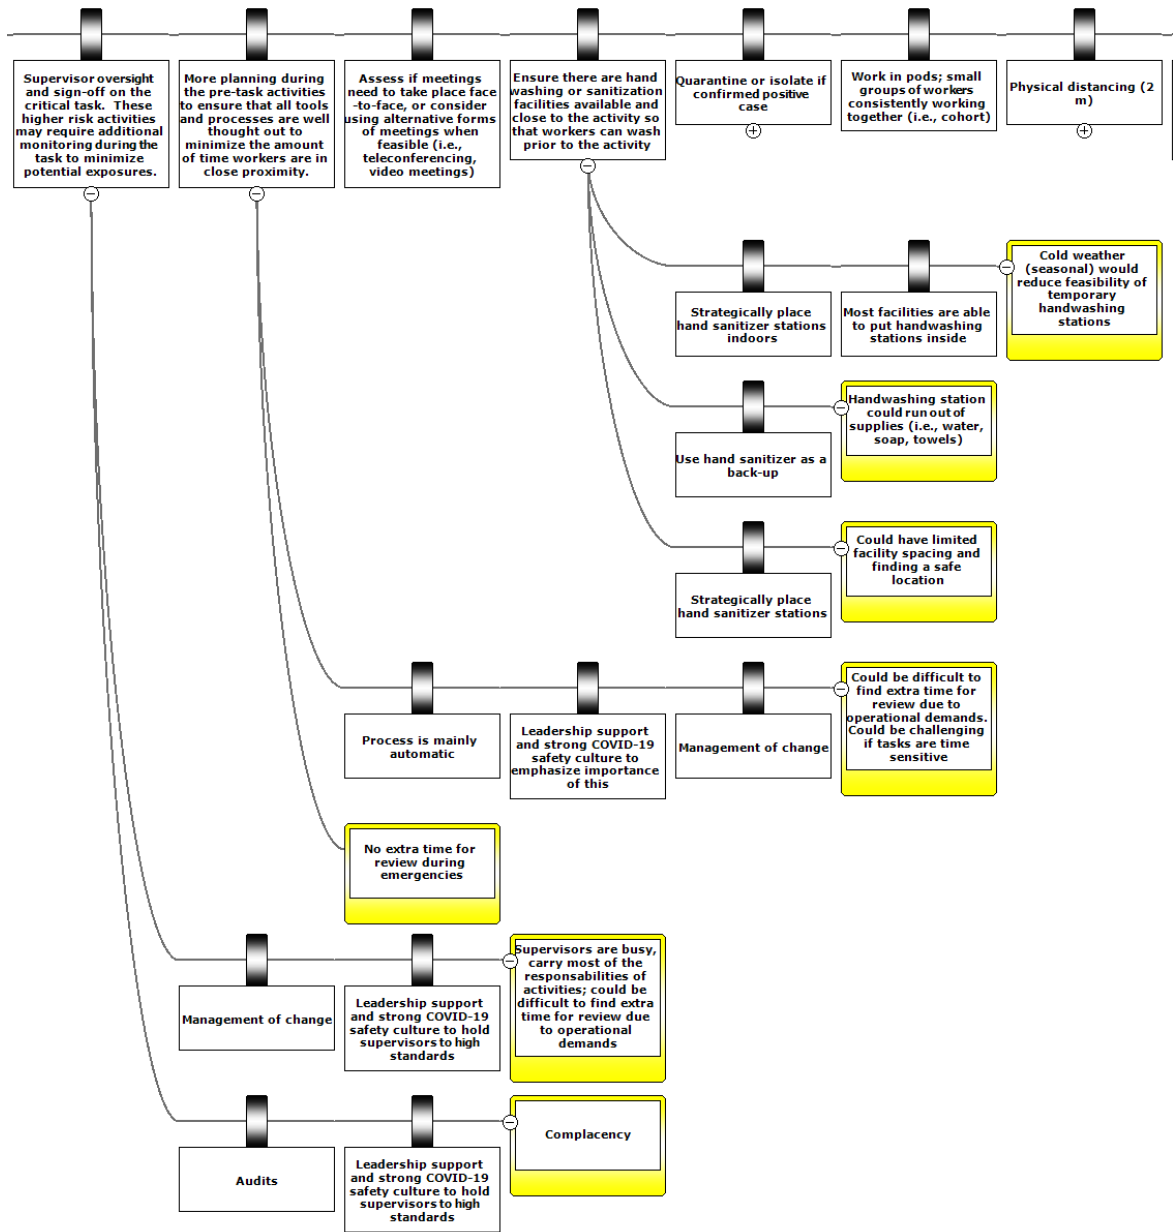 Supervisor oversight
and sign-off on the
critical task.  These
higher risk activities
may require additional
monitoring during the
task to minimize
potential exposures.
More planning during
the pre-task activities
to ensure that all tools
and processes are well
thought out to
minimize the amount
of time workers are in
close proximity.
Assess if meetings
need to take place face
-to-face, or consider
using alternative forms
of meetings when
feasible (i.e.,
teleconferencing,
video meetings)
Ensure there are hand
washing or sanitization
facilities available and
close to the activity so
that workers can wash
prior to the activity
Quarantine or isolate if
confirmed positive
case
Work in pods; small
groups of workers
consistently working
together (i.e., cohort)
Physical distancing (2
m)
Strategically place
hand sanitizer stations
indoors
Most facilities are able
to put handwashing
stations inside
Cold weather
(seasonal) would
reduce feasibility of
temporary
handwashing
stations
Use hand sanitizer as a
back-up
Handwashing station
could run out of
supplies (i.e., water,
soap, towels)
Strategically place
hand sanitizer stations
Could have limited
facility spacing and
finding a safe
location
Process is mainly
automatic
Leadership support
and strong COVID-19
safety culture to
emphasize importance
of this
Management of change
Could be difficult to
find extra time for
review due to
operational demands.
Could be challenging
if tasks are time
sensitive
No extra time for
review during
emergencies
Management of change
Leadership support
and strong COVID-19
safety culture to hold
supervisors to high
standards
Supervisors are busy,
carry most of the
responsabilities of
activities; could be
difficult to find extra
time for review due
to operational
demands
Audits
Leadership support
and strong COVID-19
safety culture to hold
supervisors to high
standards
Complacency